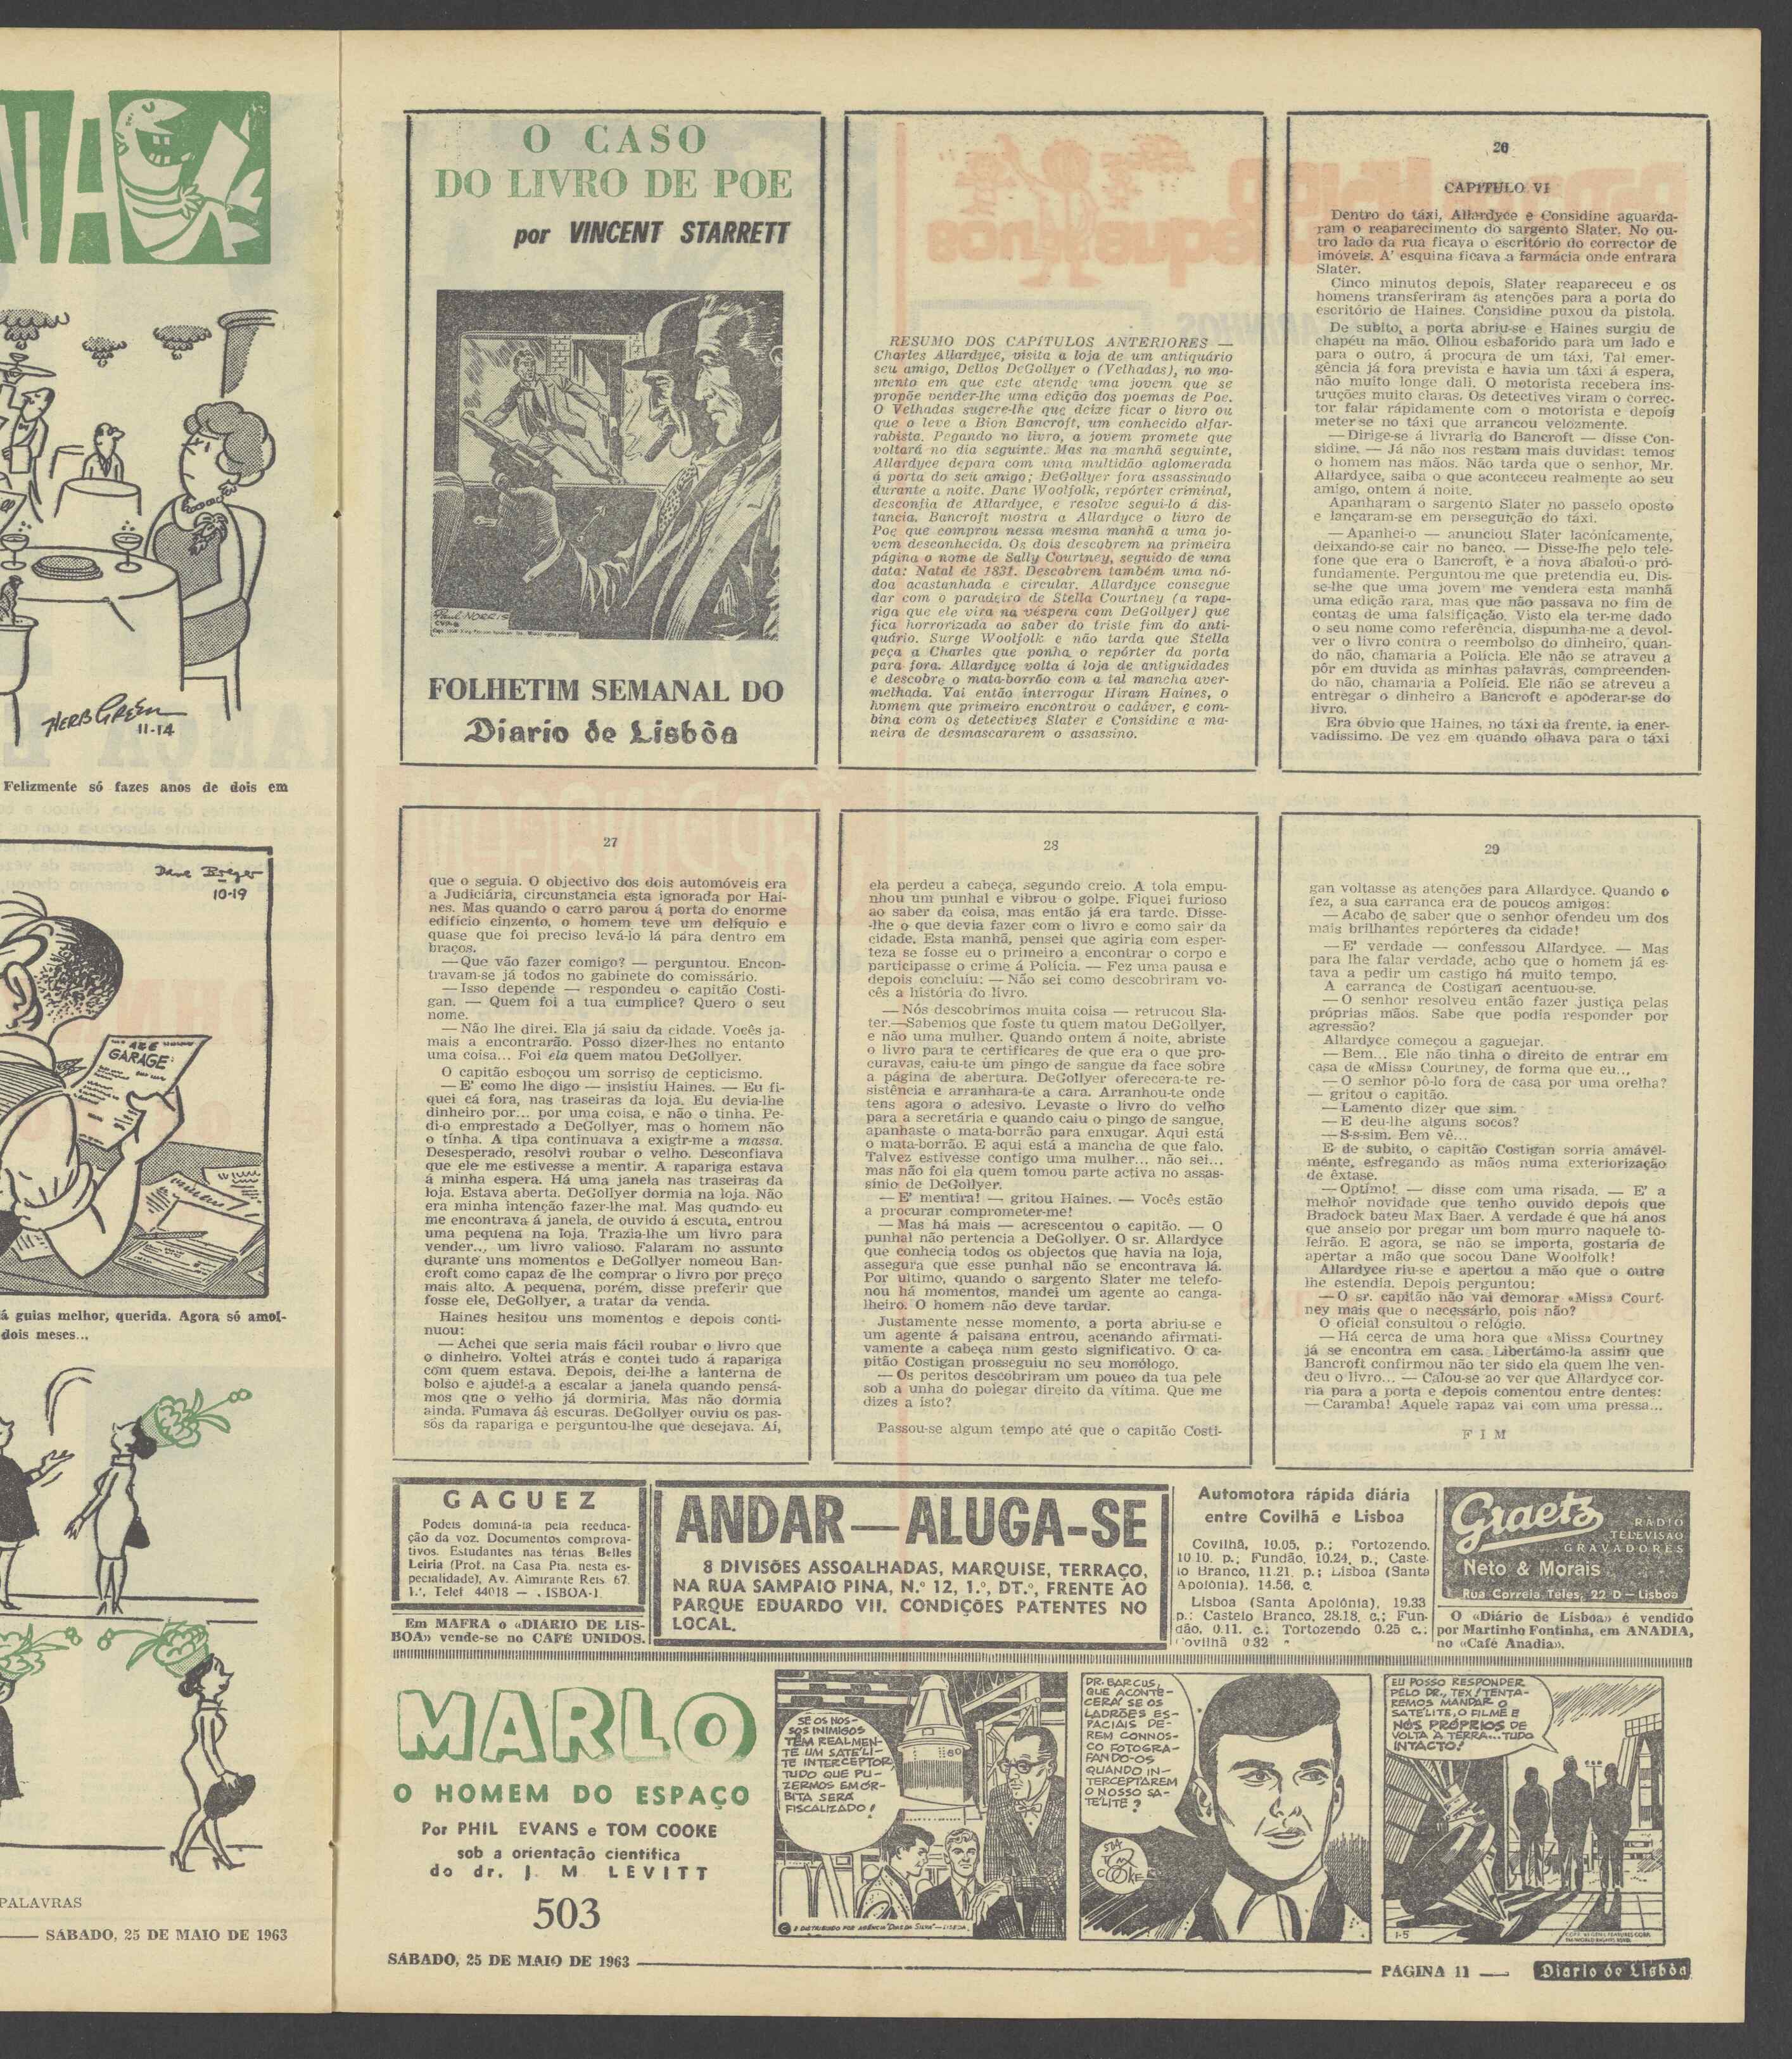 HERB GREEN
11-14
Felizmente só fazes anos de dois em
Dave Breger
10-19
GARAGE
á guias melhor, querida. Agora só amol-
dois meses...
PALAVRAS
SÁBADO, 25 DE MAIO DE 1963
O CASO
DO LIVRO DE POE
por VINCENT STARRETT
Paul NORRIS
FOLHETIM SEMANAL DO
Diario de Lisbôa
RESUMO DOS CAPÍTULOS ANTERIORES —
Charles Allardyce, visita a loja de um antiquário
seu amigo, Dellos DeGollyer o (Velhadas), no mo-
mento em que este atende uma jovem que se
propõe vender-lhe uma edição dos poemas de Poe.
O Velhadas sugere-lhe que deixe ficar o livro ou
que o leve a Bion Bancroft, um conhecido alfar-
rabista. Pegando no livro, a jovem promete que
voltará no dia seguinte. Mas na manhã seguinte,
Allardyce depara com uma multidão aglomerada
á porta do seu amigo; DeGollyer fora assassinado
durante a noite. Dane Woolfolk, repórter criminal,
desconfia de Allardyce, e resolve segui-lo á dis-
tancia. Bancroft mostra a Allardyce o livro de
Poe que comprou nessa mesma manhã a uma jo-
vem desconhecida. Os dois descobrem na primeira
página o nome de Sally Courtney, seguido de uma
data: Natal de 1831. Descobrem também uma nó-
doa acastanhada e circular. Allardyce consegue
dar com o paradeiro de Stella Courtney (a rapa-
riga que ele vira na véspera com DeGollyer) que
fica horrorizada ao saber do triste fim do anti-
quário. Surge Woolfolk e não tarda que Stella
peça a Charles que ponha o repórter da porta
para fora. Allardyce volta á loja de antiguidades
e descobre o mata-borrão com a tal mancha aver-
melhada. Vai então interrogar Hiram Haines, o
homem que primeiro encontrou o cadáver, e com-
bina com os detectives Slater e Considine a ma-
neira de desmascararem o assassino.
26
CAPITULO VI
Dentro do táxi, Allardyce e Considine aguarda-
ram o reaparecimento do sargento Slater. No ou-
tro lado da rua ficava o escritório do corrector de
imóveis. A' esquina ficava a farmácia onde entrara
Slater.
Cinco minutos depois, Slater reapareceu e os
homens transferiram as atenções para a porta do
escritório de Haines. Considine puxou da pistola.
De subito, a porta abriu-se e Haines surgiu de
chapéu na mão. Olhou esbaforido para um lado e
para o outro, á procura de um táxi. Tal emer-
gência já fora prevista e havia um táxi á espera,
não muito longe dali. O motorista recebera ins-
truções muito claras. Os detectives viram o correc-
tor falar rápidamente com o motorista e depois
meter-se no táxi que arrancou velozmente.
— Dirige-se á livraria do Bancroft — disse Con-
sidine. — Já não nos restam mais duvidas: temos
o homem nas mãos. Não tarda que o senhor, Mr.
Allardyce, saiba o que aconteceu realmente ao seu
amigo, ontem á noite.
Apanharam o sargento Slater no passeio oposto
e lançaram-se em perseguição do táxi.
— Apanhei-o — anunciou Slater lacónicamente,
deixando-se cair no banco. — Disse-lhe pelo tele-
fone que era o Bancroft, e a nova abalou-o pró-
fundamente. Perguntou-me que pretendia eu. Dis-
se-lhe que uma jovem me vendera esta manhã
uma edição rara, mas que não passava no fim de
contas de uma falsificação. Visto ela ter-me dado
o seu nome como referência, dispunha-me a devol-
ver o livro contra o reembolso do dinheiro, quan-
do não, chamaria a Policia. Ele não se atraveu a
pôr em duvida as minhas palavras, compreenden-
do não, chamaria a Polícia. Ele não se atreveu a
entregar o dinheiro a Bancroft e apoderar-se do
livro.
Era óbvio que Haines, no táxi da frente, ia ener-
vadissimo. De vez em quando olhava para o táxi
27
que o seguia. O objectivo dos dois automóveis era
a Judiciária, circunstancia esta ignorada por Hai-
nes. Mas quando o carro parou á porta do enorme
edifício cinzento, o homem teve um delíquio e
quase que foi preciso levá-lo lá pára dentro em
braços.
— Que vão fazer comigo? — perguntou. Encon-
travam-se já todos no gabinete do comissário.
— Isso depende — respondeu o capitão Costi-
gan. — Quem foi a tua cumplice? Quero o seu
nome.
— Não lhe direi. Ela já saiu da cidade. Vocês ja-
mais a encontrarão. Posso dizer-lhes no entanto
uma coisa... Foi ela quem matou DeGollyer.
O capitão esboçou um sorriso de cepticismo.
— E' como lhe digo — insistiu Haines. — Eu fi-
quei cá fora, nas traseiras da loja. Eu devia-lhe
dinheiro por... por uma coisa, e não o tinha. Pe-
di-o emprestado a DeGollyer, mas o homem não
o tinha. A tipa continuava a exigir-me a massa.
Desesperado, resolvi roubar o velho. Desconfiava
que ele me estivesse a mentir. A rapariga estava
á minha espera. Há uma janela nas traseiras da
loja. Estava aberta. DeGollyer dormia na loja. Não
era minha intenção fazer-lhe mal. Mas quando eu
me encontrava á janela, de ouvido á escuta, entrou
uma pequena na loja. Trazia-lhe um livro para
vender... um livro valioso. Falaram no assunto
durante uns momentos e DeGollyer nomeou Ban-
croft como capaz de lhe comprar o livro por preço
mais alto. A pequena, porém, disse preferir que
fosse ele, DeGollyer, a tratar da venda.
Haines hesitou uns momentos e depois conti-
nuou:
— Achei que seria mais fácil roubar o livro que
o dinheiro. Voltei atrás e contei tudo á rapariga
com quem estava. Depois, dei-lhe a lanterna de
bolso e ajudei-a a escalar a janela quando pensá-
mos que o velho já dormiria. Mas não dormia
ainda. Fumava ás escuras. DeGollyer ouviu os pas-
sos da rapariga e perguntou-lhe que desejava. Aí,
28
ela perdeu a cabeça, segundo creio. A tola empu-
nhou um punhal e vibrou o golpe. Fiquei furioso
ao saber da coisa, mas então já era tarde. Disse-
-lhe o que devia fazer com o livro e como sair da
cidade. Esta manhã, pensei que agiria com esper-
teza se fosse eu o primeiro a encontrar o corpo e
participasse o crime á Polícia. — Fez uma pausa e
depois concluiu: — Não sei como descobriram vo-
cês a história do livro.
— Nós descobrimos muita coisa — retrucou Sla-
ter.—Sabemos que foste tu quem matou DeGollyer,
e não uma mulher. Quando ontem á noite, abriste
o livro para te certificares de que era o que pro-
curavas, caiu-te um pingo de sangue da face sobre
a página de abertura. DeGollyer oferecera-te re-
sistência e arranhara-te a cara. Arranhou-te onde
tens agora o adesivo. Levaste o livro do velho
para a secretária e quando caiu o pingo de sangue,
apanhaste o mata-borrão para enxugar. Aqui está
o mata-borrão. E aqui está a mancha de que falo.
Talvez estivesse contigo uma mulher... não sei...
mas não foi ela quem tomou parte activa no assas-
sínio de DeGollyer.
— E' mentira! — gritou Haines. — Vocês estão
a procurar comprometer-me!
— Mas há mais — acrescentou o capitão. — O
punhal não pertencia a DeGollyer. O sr. Allardyce
que conhecia todos os objectos que havia na loja,
assegura que esse punhal não se encontrava lá.
Por ultimo, quando o sargento Slater me telefo-
nou há momentos, mandei um agente ao canga-
lheiro. O homem não deve tardar.
Justamente nesse momento, a porta abriu-se e
um agente á paisana entrou, acenando afirmati-
vamente a cabeça num gesto significativo. O ca-
pitão Costigan prosseguiu no seu monólogo.
— Os peritos descobriram um pouco da tua pele
sob a unha do polegar direito da vítima. Que me
dizes a isto?
Passou-se algum tempo até que o capitão Costi-
29
gan voltasse as atenções para Allardyce. Quando o
fez, a sua carranca era de poucos amigos:
— Acabo de saber que o senhor ofendeu um dos
mais brilhantes repórteres da cidade!
— E' verdade — confessou Allardyce. — Mas
para lhe falar verdade, acho que o homem já es-
tava a pedir um castigo há muito tempo.
A carranca de Costigan acentuou-se.
— O senhor resolveu então fazer justiça pelas
próprias mãos. Sabe que podia responder por
agressão?
Allardyce começou a gaguejar.
— Bem... Ele não tinha o direito de entrar em
casa de «Miss» Courtney, de forma que eu...
— O senhor pô-lo fora de casa por uma orelha?
— gritou o capitão.
— Lamento dizer que sim.
— E deu-lhe alguns socos?
— S-s-sim. Bem vê...
E de subito, o capitão Costigan sorria amável-
mente, esfregando as mãos numa exteriorização
de êxtase.
— Optimo! — disse com uma risada. — E' a
melhor novidade que tenho ouvido depois que
Bradock bateu Max Baer. A verdade é que há anos
que anseio por pregar um bom murro naquele to-
leirão. E agora, se não se importa, gostaria de
apertar a mão que socou Dane Woolfolk!
Allardyce riu-se e apertou a mão que o outro
lhe estendia. Depois perguntou:
— O sr. capitão não vai demorar «Miss» Court-
ney mais que o necessário, pois não?
O oficial consultou o relógio.
— Há cerca de uma hora que «Miss» Courtney
já se encontra em casa. Libertámo-la assim que
Bancroft confirmou não ter sido ela quem lhe ven-
deu o livro... — Calou-se ao ver que Allardyce cor-
ria para a porta e depois comentou entre dentes:
— Caramba! Aquele rapaz vai com uma pressa...
FIM
GAGUEZ
Podeis dominá-la pela reeduca-
ção da voz. Documentos comprova-
tivos. Estudantes nas férias. Belles
Leiria (Prof. na Casa Pia, nesta es-
pecialidade), Av. Almirante Reis, 67,
1.º, Telef 44018 — LISBOA-1
Em MAFRA o «DIÁRIO DE LIS-
BOA» vende-se no CAFÉ UNIDOS.
ANDAR—ALUGA-SE
8 DIVISÕES ASSOALHADAS, MARQUISE, TERRAÇO,
NA RUA SAMPAIO PINA, N.º 12, 1.º, DT.º, FRENTE AO
PARQUE EDUARDO VII. CONDIÇÕES PATENTES NO
LOCAL.
Automotora rápida diária
entre Covilhã e Lisboa
Covilhã, 10.05, p.; Tortozendo,
10 10. p.; Fundão, 10.24, p.; Caste-
lo Branco, 11.21 p.; Lisboa (Santa
Apolónia), 14.56, c.
Lisboa (Santa Apolónia), 19.33
p.; Castelo Branco, 28.18, c.; Fun-
dão, 0.11, c.; Tortozendo 0.25 c.;
Covilhã 0.32
Graetz
RÁDIO
TELEVISÃO
GRAVADORES
Neto & Morais
Rua Correia Teles, 22 D — Lisboa
O «Diário de Lisboa» é vendido
por Martinho Fontinha, em ANADIA,
no «Café Anadia».
MARLO
O HOMEM DO ESPAÇO
Por PHIL EVANS e TOM COOKE
sob a orientação científica
do dr. J. M. LEVITT
503
SE OS NOS-
SOS INIMIGOS
TÊM REALMEN-
TE UM SATÉLI-
TE INTERCEPTOR,
TUDO QUE PU-
ZERMOS EM ÓR-
BITA SERÁ
FISCALIZADO!
© E DISTRIBUIDO POR AGÊNCIA "DIAS DA SILVA" — LISBOA.
DR. BARCUS,
QUE ACONTE-
CERÁ SE OS
LADRÕES ES-
PACIAIS DE-
REM CONNOS-
CO FOTOGRA-
FANDO-OS
QUANDO IN-
TERCEPTAREM
O NOSSO SA-
TÉLITE?
TOM
COOKE
EU POSSO RESPONDER
PELO DR., TEX! TENTA-
REMOS MANDAR O
SATÉLITE, O FILME E
NÓS PRÓPRIOS DE
VOLTA À TERRA... TUDO
INTACTO!
1-5
SÁBADO, 25 DE MAIO DE 1963
PÁGINA 11
Diario de Lisbôa